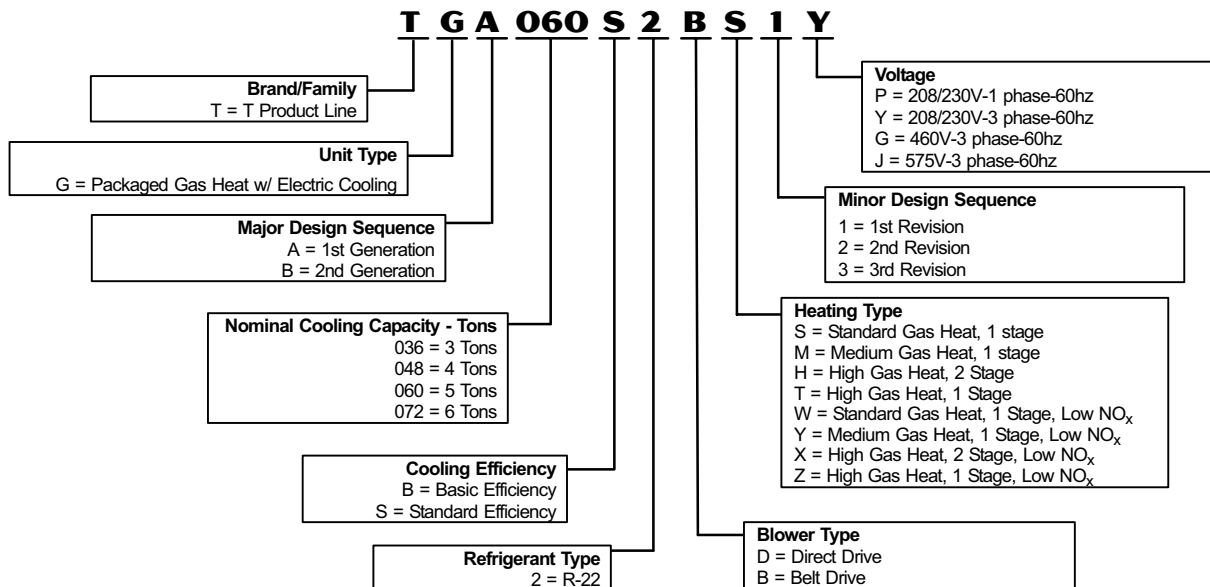 T G A 060 S 2 B S 1 Y
Brand/Family
T = T Product Line
Unit Type
G = Packaged Gas Heat w/ Electric Cooling
Major Design Sequence
A = 1st Generation
B = 2nd Generation
Nominal Cooling Capacity - Tons
036 = 3 Tons
048 = 4 Tons
060 = 5 Tons
072 = 6 Tons
Cooling Efficiency
B = Basic Efficiency
S = Standard Efficiency
Refrigerant Type
2 = R-22
Voltage
P = 208/230V-1 phase-60hz
Y = 208/230V-3 phase-60hz
G = 460V-3 phase-60hz
J = 575V-3 phase-60hz
Minor Design Sequence
1 = 1st Revision
2 = 2nd Revision
3 = 3rd Revision
Heating Type
S = Standard Gas Heat, 1 stage
M = Medium Gas Heat, 1 stage
H = High Gas Heat, 2 Stage
T = High Gas Heat, 1 Stage
W = Standard Gas Heat, 1 Stage, Low NOx
Y = Medium Gas Heat, 1 Stage, Low NOx
X = High Gas Heat, 2 Stage, Low NOx
Z = High Gas Heat, 1 Stage, Low NOx
Blower Type
D = Direct Drive
B = Belt Drive